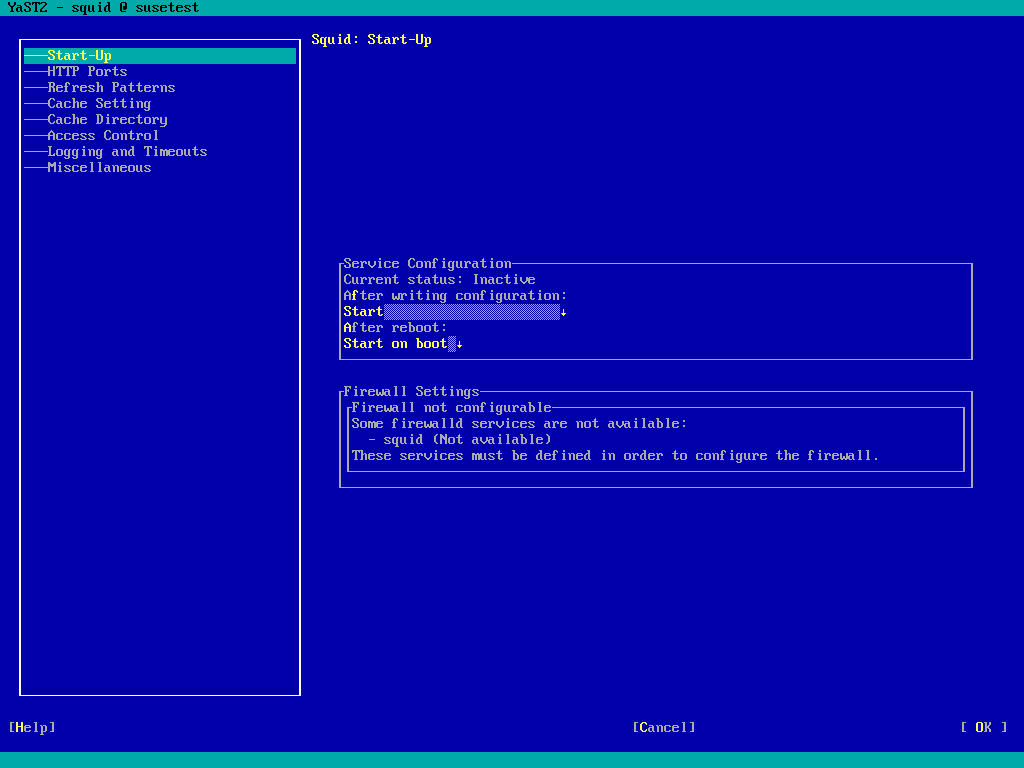 YaST2 - squid @ susetest
Squid: Start-Up
Start-Up
HTTP Ports
Refresh Patterns
Cache Setting
Cache Directory
Access Control
Logging and Timeouts
Miscellaneous
Service Configuration
Current status: Inactive
After writing configuration:
Start
After reboot:
Start on boot
Firewall Settings
Firewall not configurable
Some firewalld services are not available:
- squid (Not available)
These services must be defined in order to configure the firewall.
[Help] [Cancel] [ OK ]